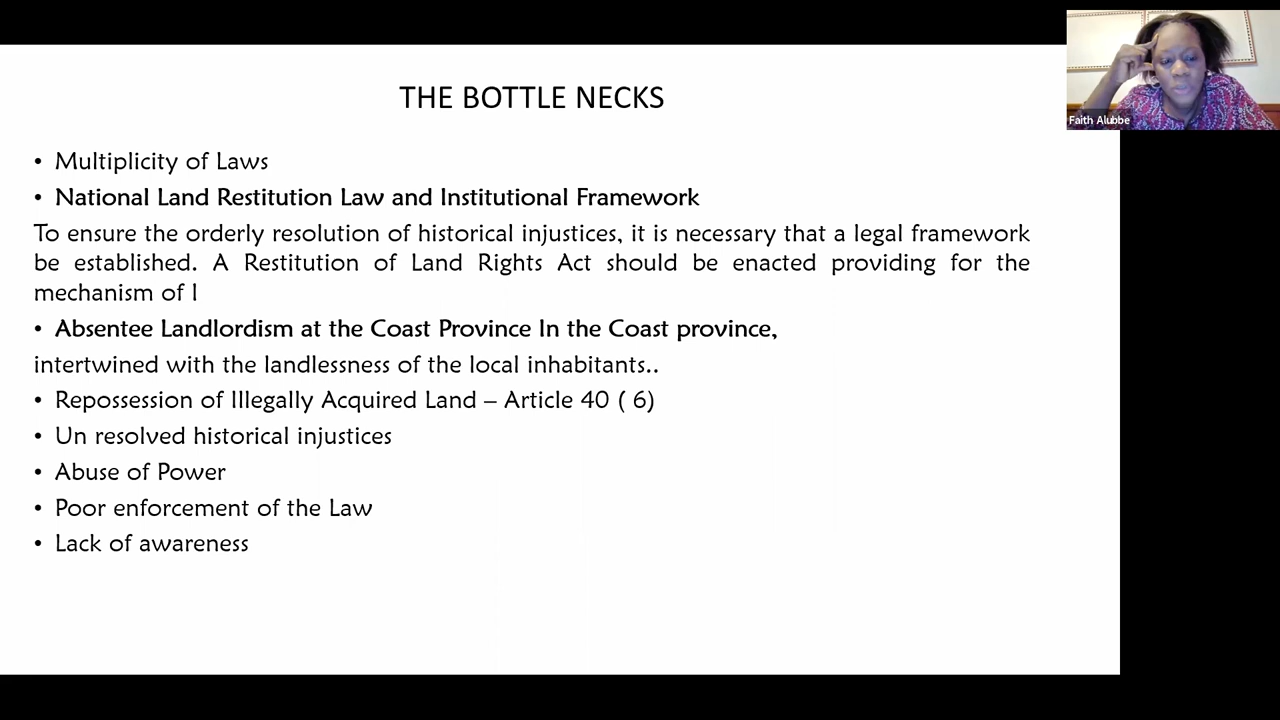 THE BOTTLE NECKS
• Multiplicity of Laws
• National Land Restitution Law and Institutional Framework
To ensure the orderly resolution of historical injustices, it is necessary that a legal framework
be established. A Restitution of Land Rights Act should be enacted providing for the
mechanism of l
• Absentee Landlordism at the Coast Province In the Coast province,
intertwined with the landlessness of the local inhabitants..
• Repossession of Illegally Acquired Land – Article 40 ( 6)
• Un resolved historical injustices
• Abuse of Power
• Poor enforcement of the Law
• Lack of awareness
Faith Alubbe